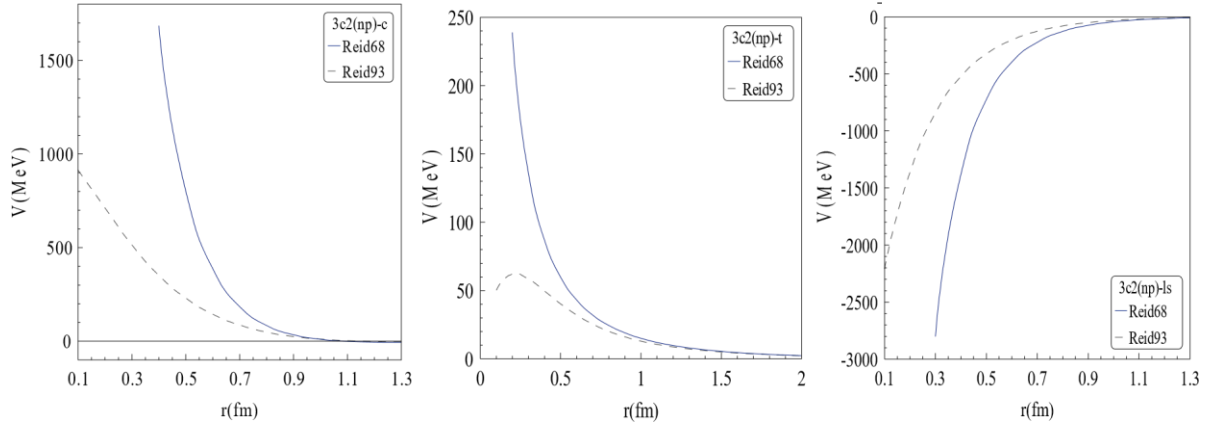 3c2(np)-c
Reid68
Reid93
V(MeV)
1500
1000
500
0
0.1 0.3 0.5 0.7 0.9 1.1 1.3
r(fm)
3c2(np)-t
Reid68
Reid93
V(MeV)
250
200
150
100
50
0
0 0.5 1 1.5 2
r(fm)
V(MeV)
0
-500
-1000
-1500
-2000
-2500
-3000
3c2(np)-ls
Reid68
Reid93
0.1 0.3 0.5 0.7 0.9 1.1 1.3
r(fm)